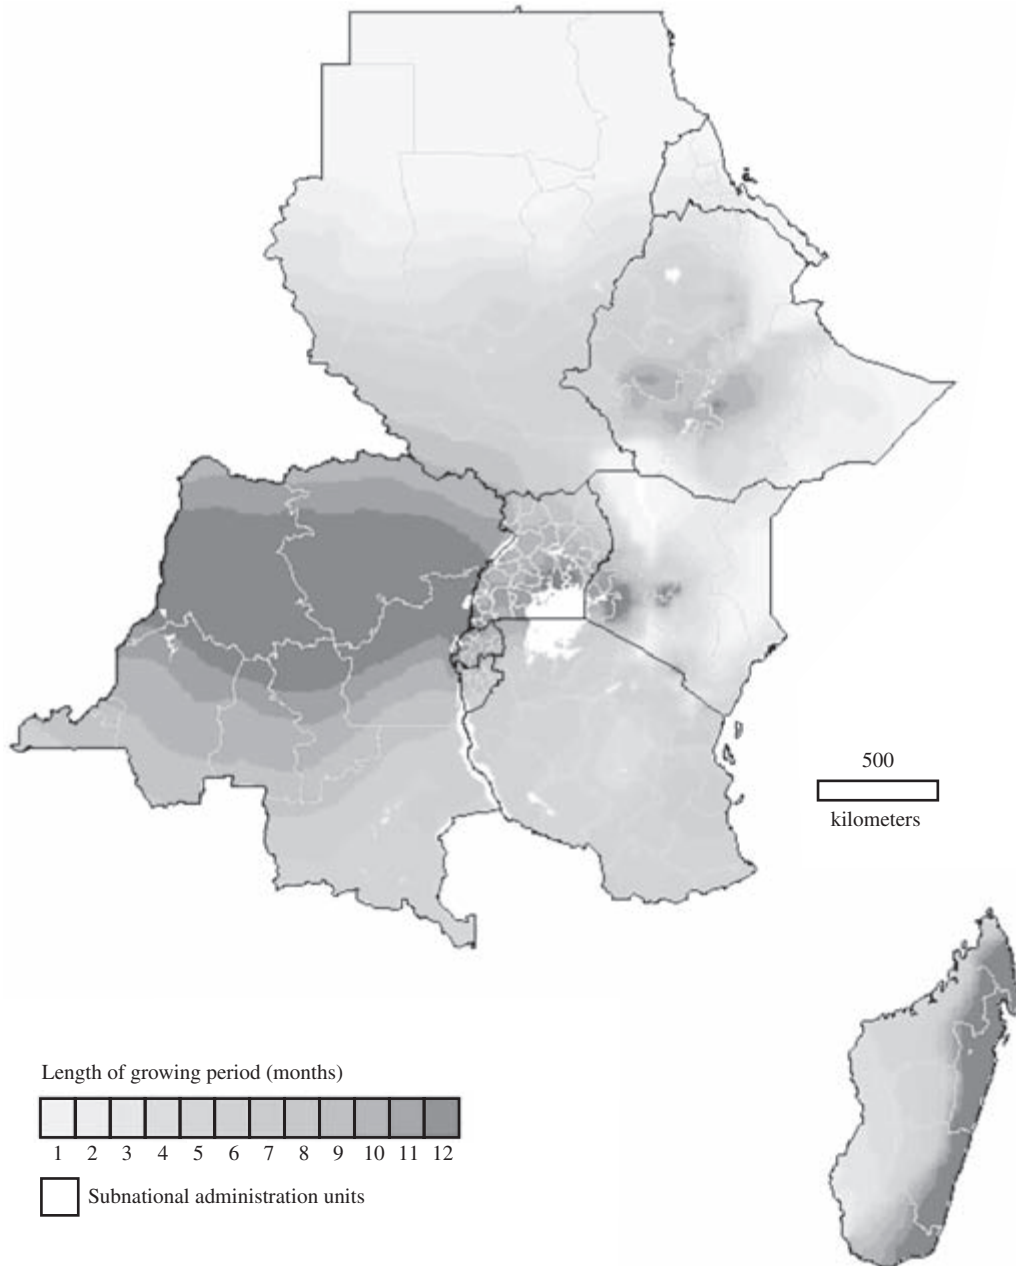 500
kilometers
Length of growing period (months)
1 2 3 4 5 6 7 8 9 10 11 12
Subnational administration units